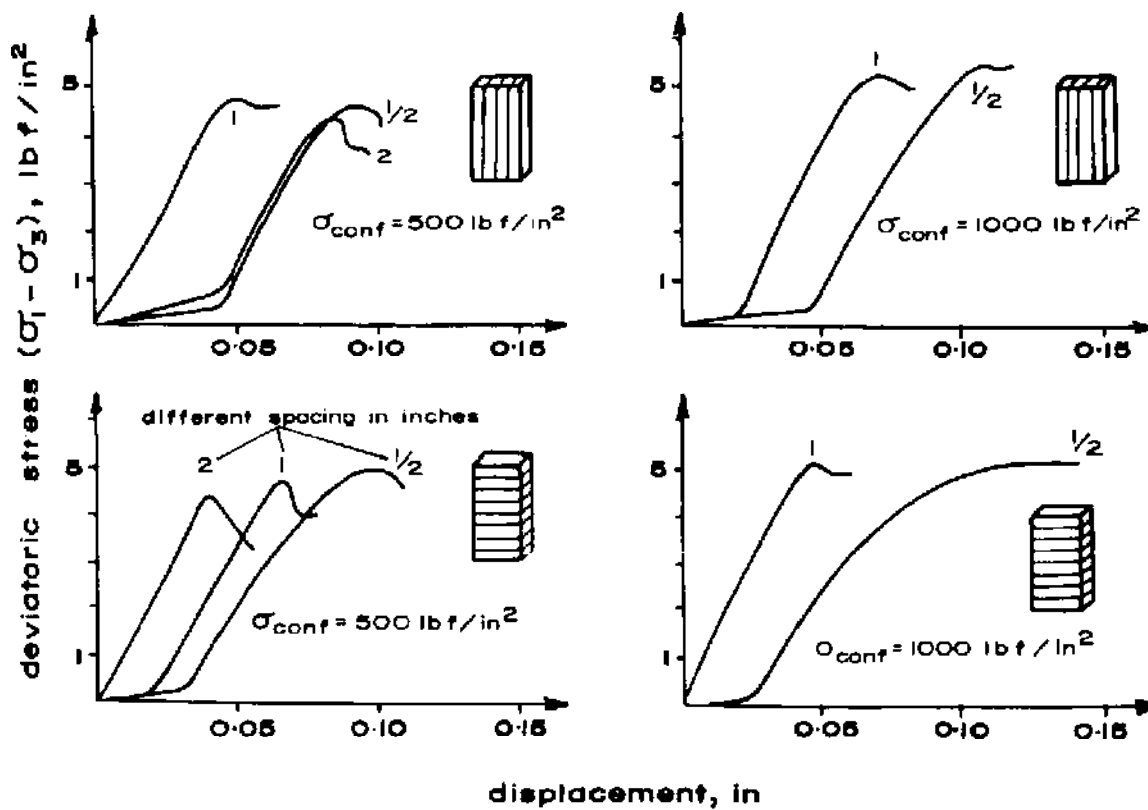 deviatoric stress (σ1 – σ3), lbf/in2
5
1
1
1/2
2
σconf = 500 lbf/in2
0·05 0·10 0·15
5
1
1
1/2
σconf = 1000 lbf/in2
0·05 0·10 0·15
different spacing in inches
5
1
2 1 1/2
σconf = 500 lbf/in2
0·05 0·10 0·15
5
1
1
1/2
σconf = 1000 lbf/in2
0·05 0·10 0·15
displacement, in